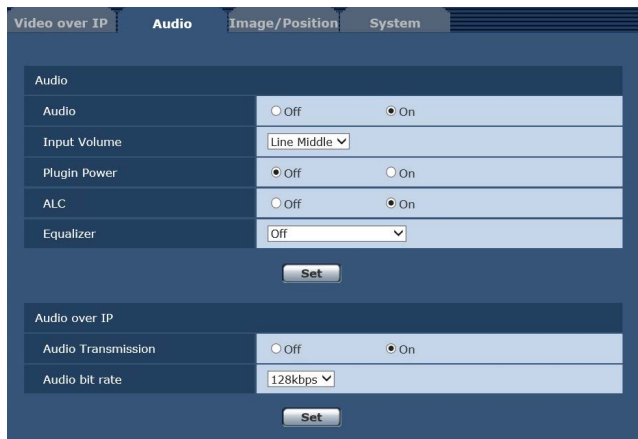 Video over IP Audio Image/Position System
Audio
Audio Off On
Input Volume Line Middle
Plugin Power Off On
ALC Off On
Equalizer Off
Set
Audio over IP
Audio Transmission Off On
Audio bit rate 128kbps
Set